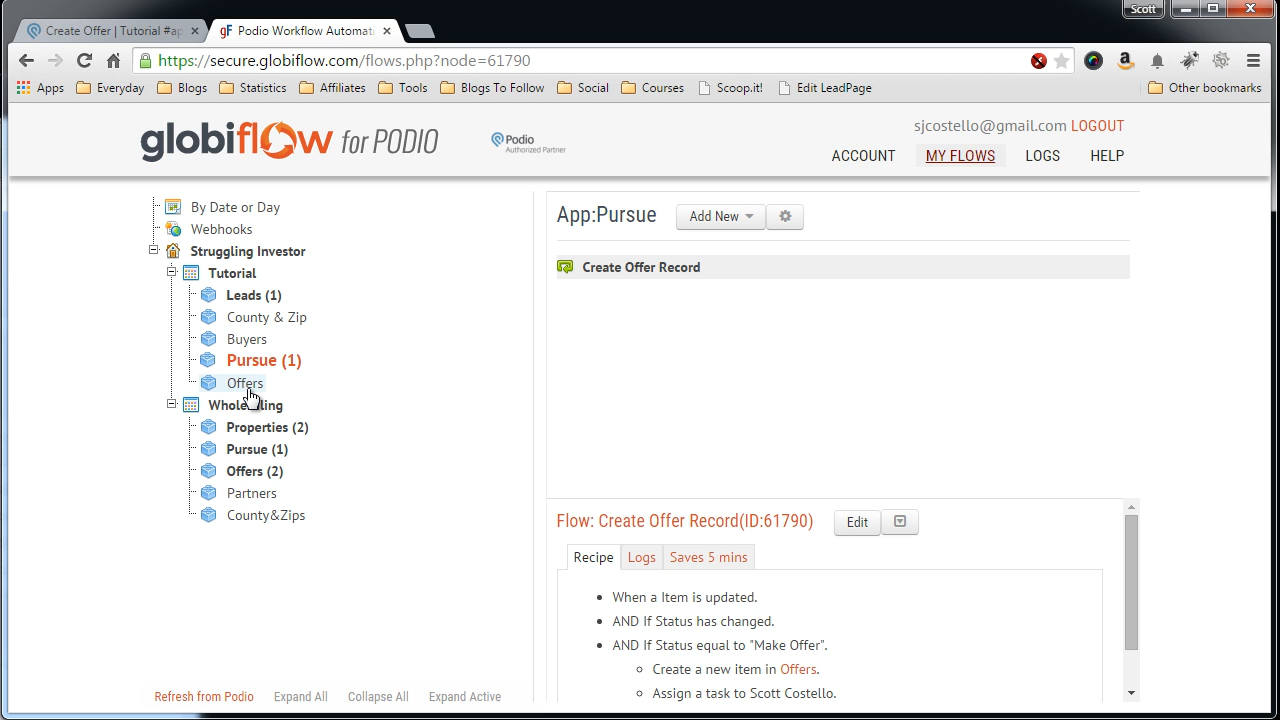 Scott
Create Offer | Tutorial #ap
gF Podio Workflow Automati
https://secure.globiflow.com/flows.php?node=61790
Apps
Everyday
Blogs
Statistics
Affiliates
Tools
Blogs To Follow
Social
Courses
Scoop.it!
Edit LeadPage
Other bookmarks
globiflow for PODIO
Podio
Authorized Partner
sjcostello@gmail.com LOGOUT
ACCOUNT
MY FLOWS
LOGS
HELP
By Date or Day
Webhooks
Struggling Investor
Tutorial
Leads (1)
County & Zip
Buyers
Pursue (1)
Offers
Properties (2)
Pursue (1)
Offers (2)
Partners
County&Zips
Refresh from Podio
Expand All
Collapse All
Expand Active
App:Pursue
Add New
Create Offer Record
Flow: Create Offer Record(ID:61790)
Edit
Recipe
Logs
Saves 5 mins
When a Item is updated.
AND If Status has changed.
AND If Status equal to "Make Offer".
Create a new item in Offers.
Assign a task to Scott Costello.